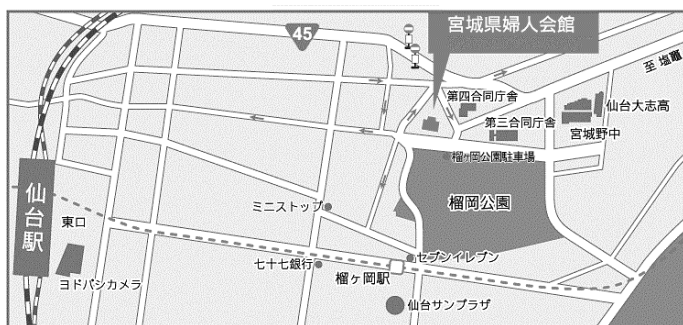 45
宮城県婦人会館
至 塩竈
第四合同庁舎
仙台大志高
第三合同庁舎
宮城野中
榴ヶ岡公園駐車場
仙台駅
東口
ミニストップ
榴岡公園
ヨドバシカメラ
七十七銀行
榴ヶ岡駅
セブンイレブン
仙台サンプラザ